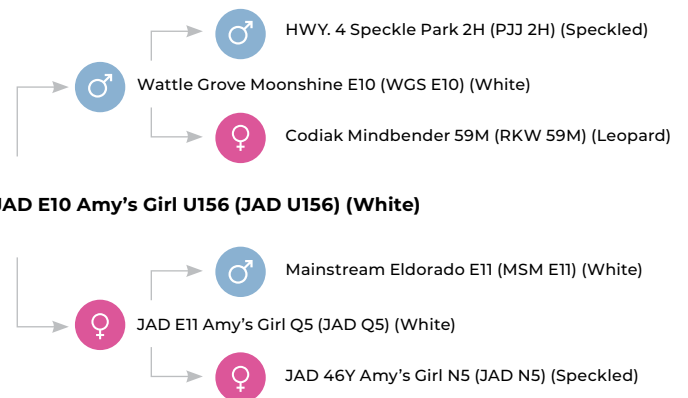 HWY. 4 Speckle Park 2H (PJJ 2H) (Speckled)
Wattle Grove Moonshine E10 (WGS E10) (White)
Codiak Mindbender 59M (RKW 59M) (Leopard)
JAD E10 Amy’s Girl U156 (JAD U156) (White)
Mainstream Eldorado E11 (MSM E11) (White)
JAD E11 Amy’s Girl Q5 (JAD Q5) (White)
JAD 46Y Amy’s Girl N5 (JAD N5) (Speckled)